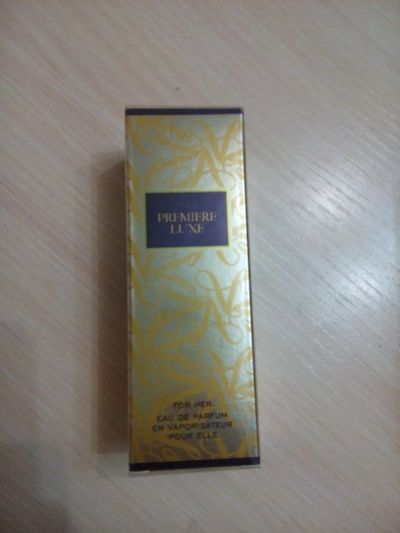 PREMIERE
LUXE
FOR HER.
EAU DE PARFUM
EN VAPORISATEUR
POUR ELLE